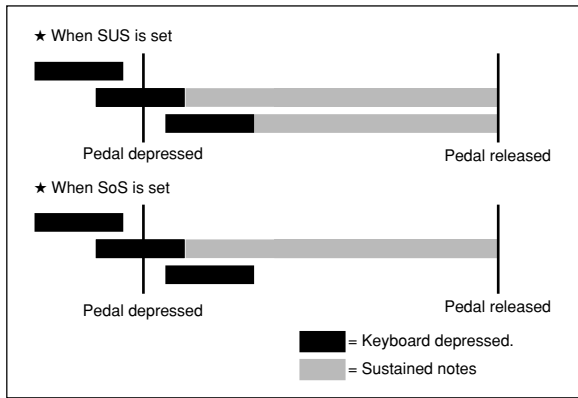 ★ When SUS is set
Pedal depressed
Pedal released
★ When SoS is set
Pedal depressed
Pedal released
= Keyboard depressed.
= Sustained notes